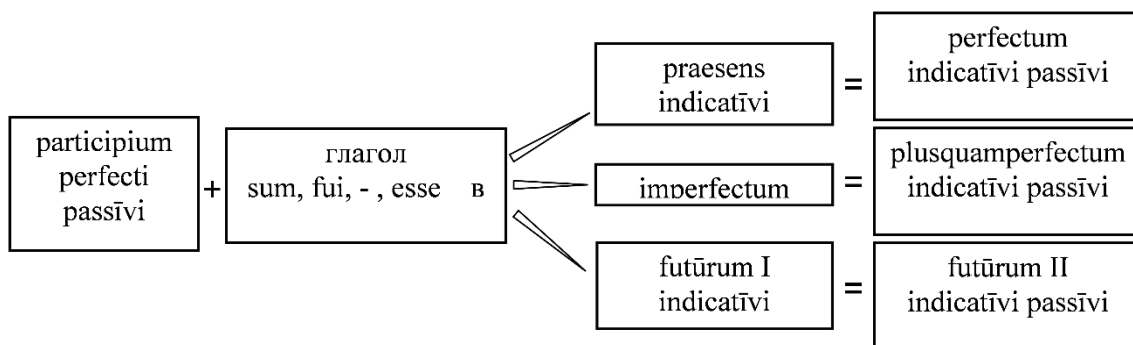 participium
perfecti
passīvi
+
глагол
sum, fui, - , esse в
praesens
indicatīvi
=
perfectum
indicatīvi passīvi
imperfectum
=
plusquamperfectum
indicatīvi passīvi
futūrum I
indicatīvi
=
futūrum II
indicatīvi passīvi